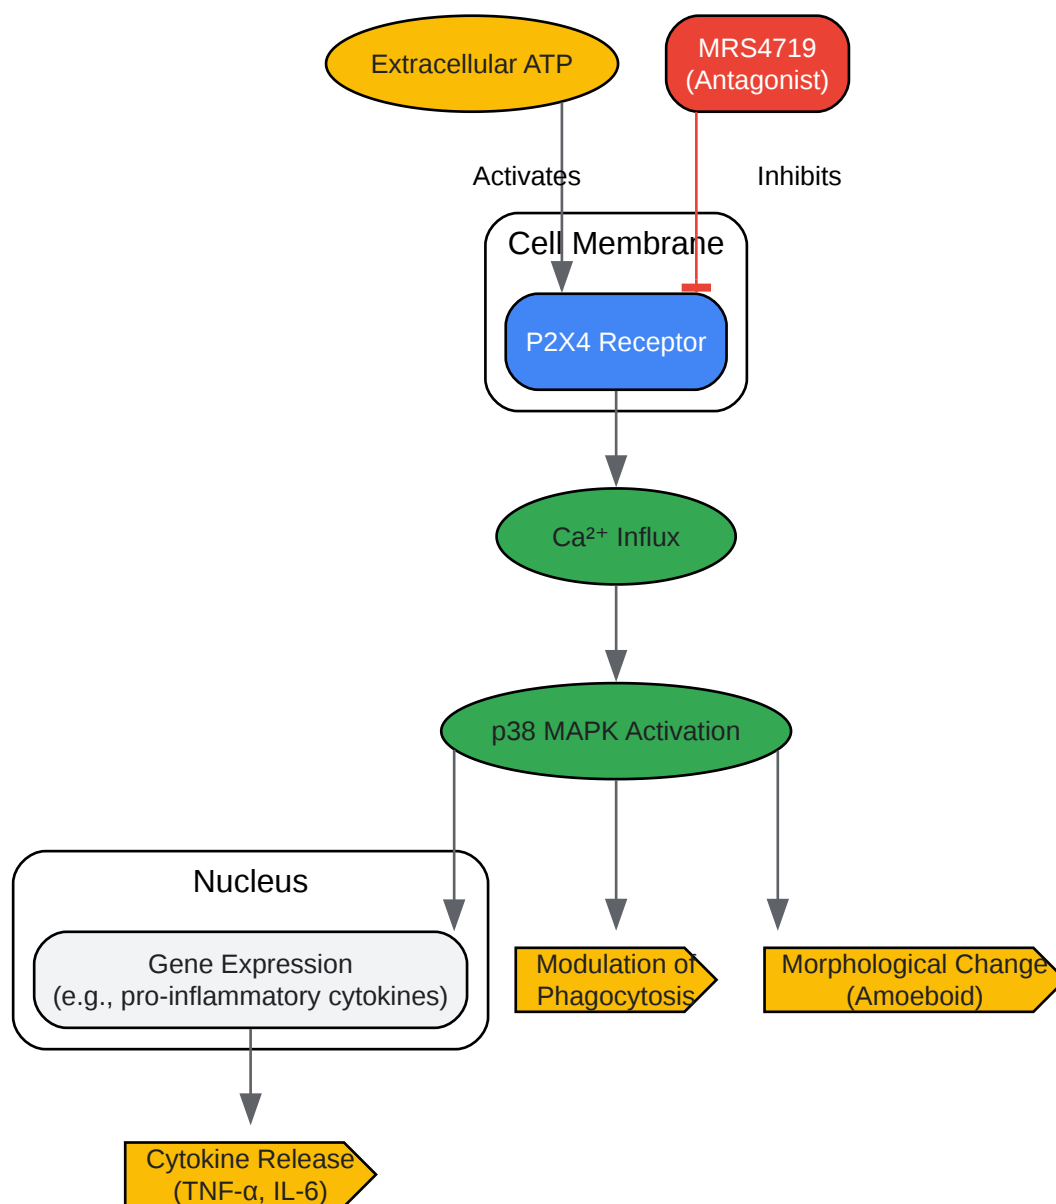 Extracellular ATP
MRS4719
(Antagonist)
Activates
Inhibits
Cell Membrane
P2X4 Receptor
Ca²⁺ Influx
p38 MAPK Activation
Nucleus
Gene Expression
(e.g., pro-inflammatory cytokines)
Modulation of
Phagocytosis
Morphological Change
(Amoeboid)
Cytokine Release
(TNF-α, IL-6)